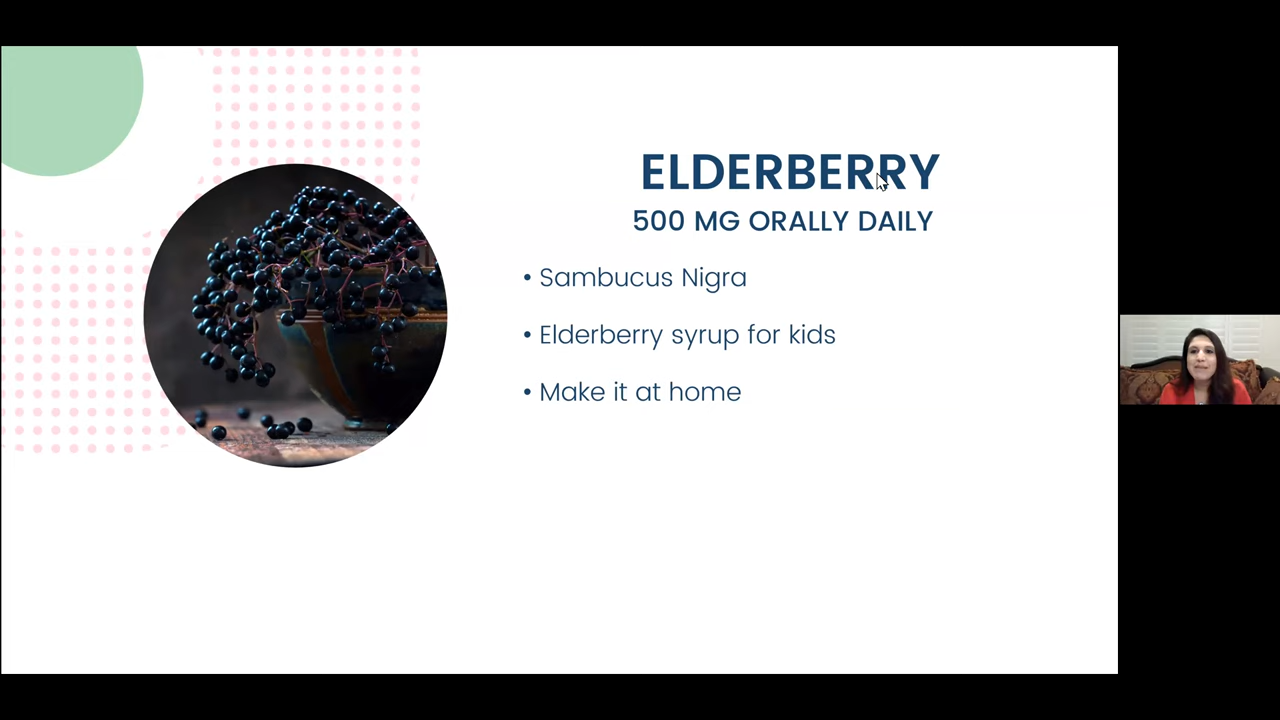 ELDERBERRY
500 MG ORALLY DAILY
• Sambucus Nigra
• Elderberry syrup for kids
• Make it at home